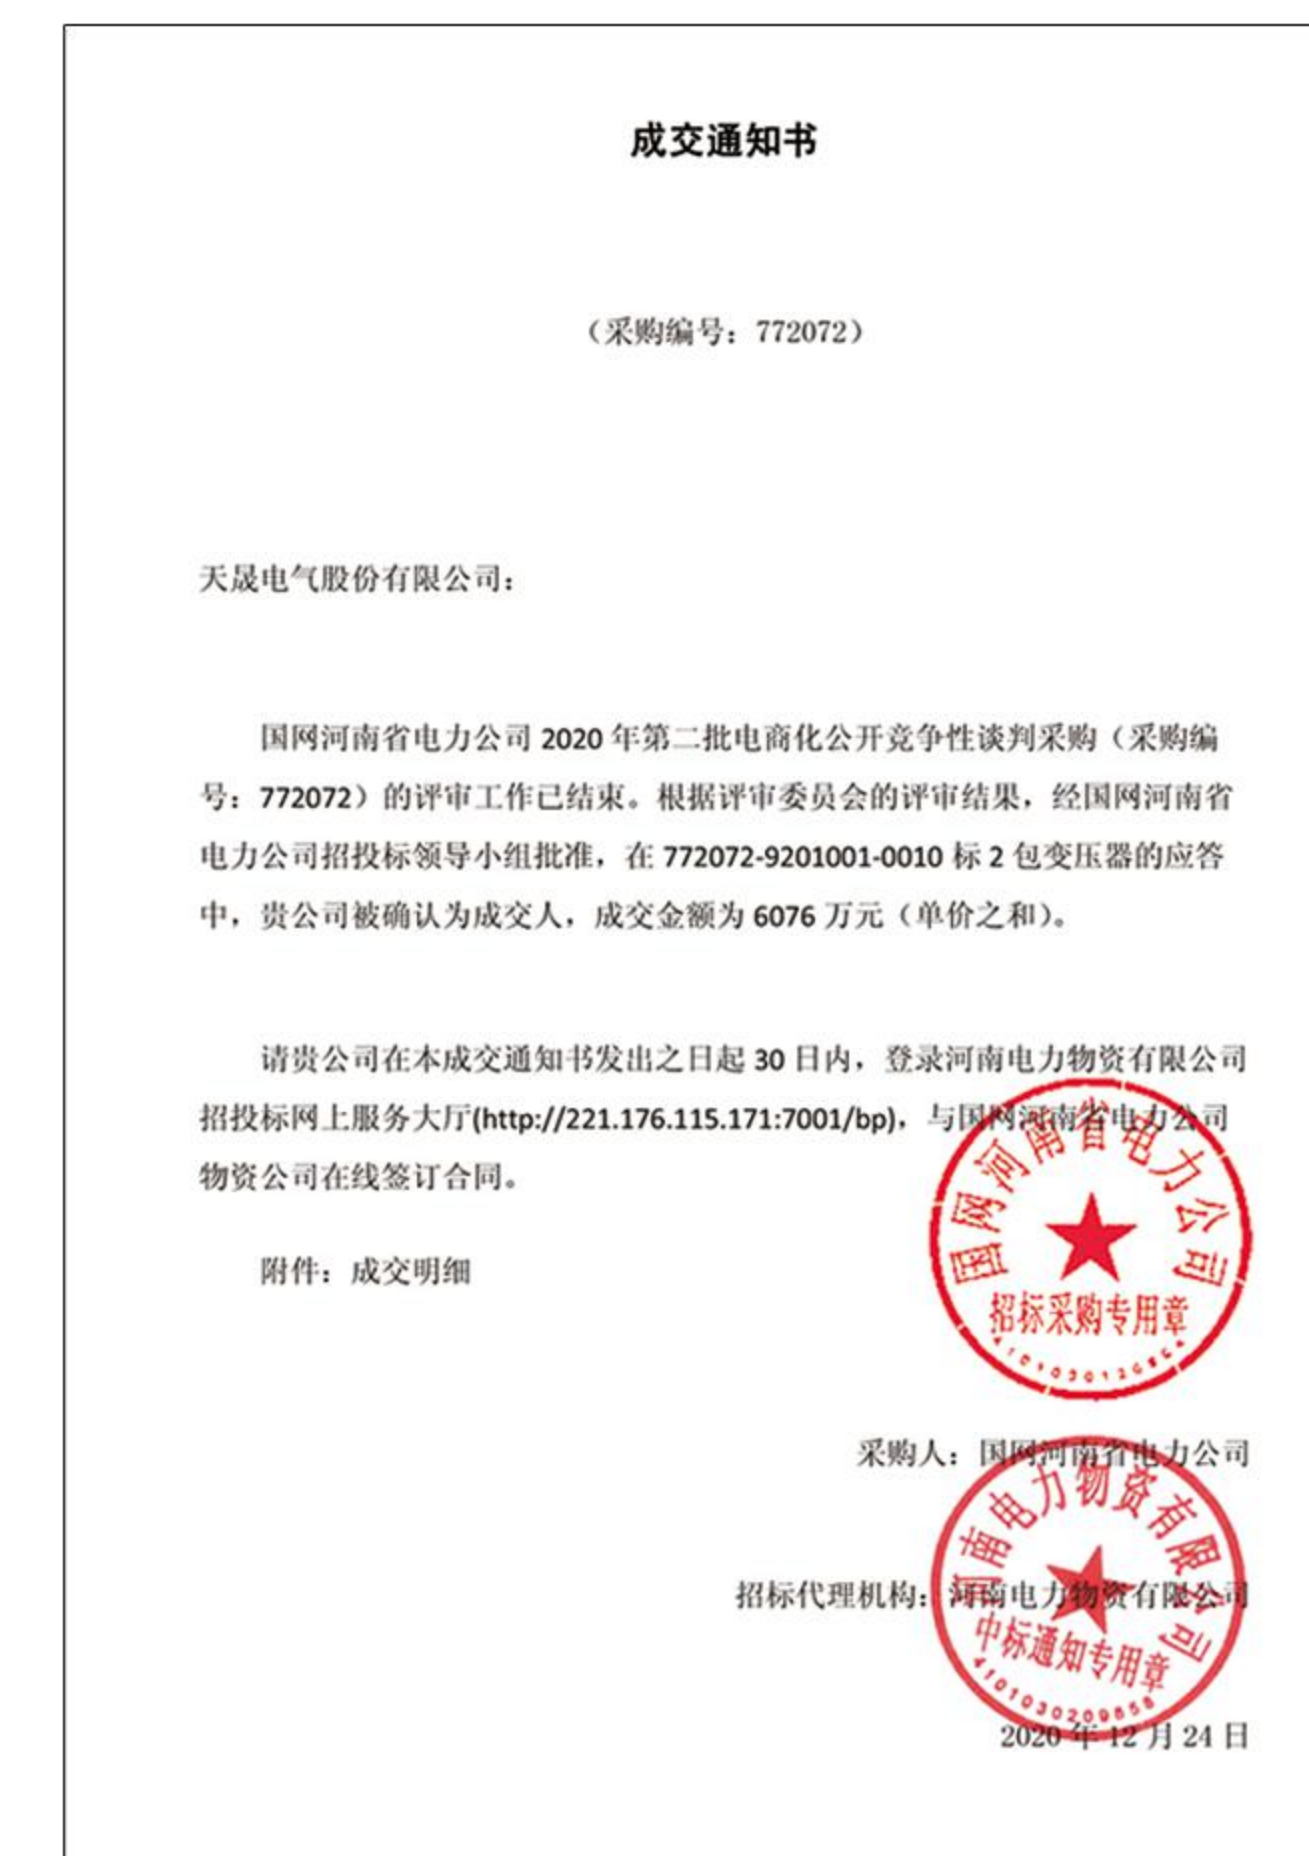 成交通知书
（采购编号：772072）
天晟电气股份有限公司：
国网河南省电力公司 2020 年第二批电商化公开竞争性谈判采购（采购编
号：772072）的评审工作已结束。根据评审委员会的评审结果，经国网河南省
电力公司招投标领导小组批准，在 772072-9201001-0010 标 2 包变压器的应答
中，贵公司被确认为成交人，成交金额为 6076 万元（单价之和）。
请贵公司在本成交通知书发出之日起 30 日内，登录河南电力物资有限公司
招投标网上服务大厅(http://221.176.115.171:7001/bp)，与国网河南省电力公司
物资公司在线签订合同。
附件：成交明细
国网河南省电力公司
招标采购专用章
采购人：国网河南省电力公司
招标代理机构：河南电力物资有限公司
河南电力物资有限公司
中标通知专用章
4101030209858
2020 年 12 月 24 日